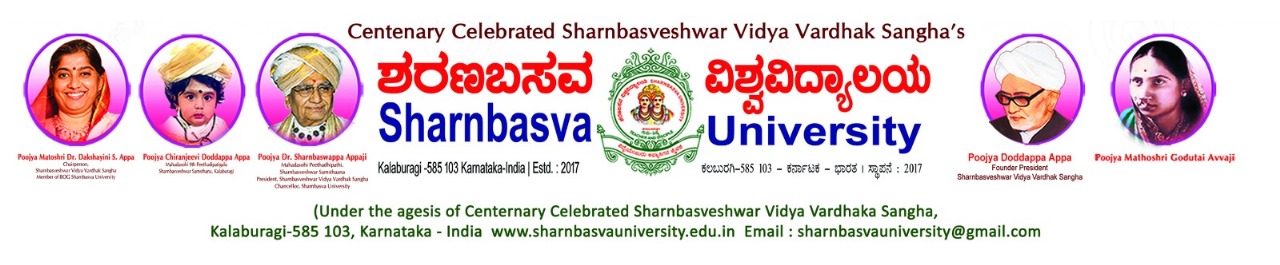 Centenary Celebrated Sharnbasveshwar Vidya Vardhak Sangha's
ಶರಣಬಸವ ವಿಶ್ವವಿದ್ಯಾಲಯ
Sharnbasva University
Kalaburagi -585 103 Karnataka-India | Estd. : 2017
ಕಲಬುರಗಿ-585 103 - ಕರ್ನಾಟಕ - ಭಾರತ | ಸ್ಥಾಪನೆ : 2017
Poojya Matoshri Dr. Dakshayini S. Appa
Chairperson,
Sharnbasveshwar Vidya Vardhak Sangha
Member of BOG Sharnbasva University
Poojya Chiranjeevi Doddappa Appa
Sharnbasveshwar Samsthana, Kalaburagi
Poojya Dr. Sharnbaswappa Appaji
Mahadasohi Peethadhipathi,
Sharnbasveshwar Samsthana
President, Sharnbasveshwar Vidya Vardhak Sangha
Chancellor, Sharnbasva University
Poojya Doddappa Appa
Founder President
Sharnbasveshwar Vidya Vardhak Sangha
Poojya Mathoshri Godutai Avvaji
(Under the agesis of Centernary Celebrated Sharnbasveshwar Vidya Vardhaka Sangha,
Kalaburagi-585 103, Karnataka - India www.sharnbasvauniversity.edu.in Email : sharnbasvauniversity@gmail.com